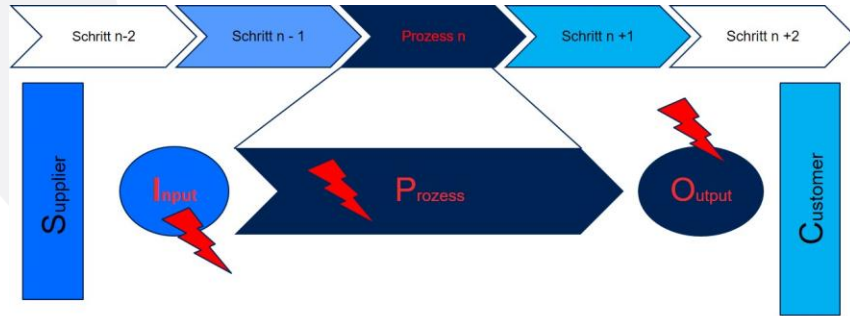 Schritt n-2
Schritt n - 1
Prozess n
Schritt n +1
Schritt n +2
Supplier
Input
Prozess
Output
Customer